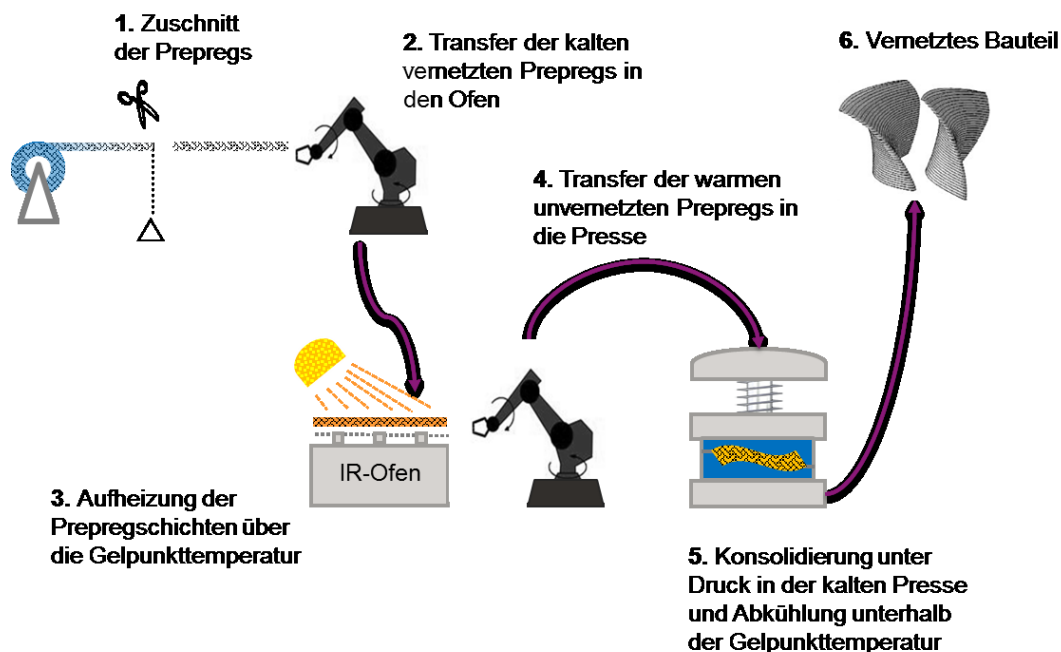 1. Zuschnitt
der Prepregs
2. Transfer der kalten
vernetzten Prepregs in
den Ofen
6. Vernetztes Bauteil
4. Transfer der warmen
unvernetzten Prepregs in
die Presse
IR-Ofen
3. Aufheizung der
Prepregschichten über
die Gelpunkttemperatur
5. Konsolidierung unter
Druck in der kalten Presse
und Abkühlung unterhalb
der Gelpunkttemperatur